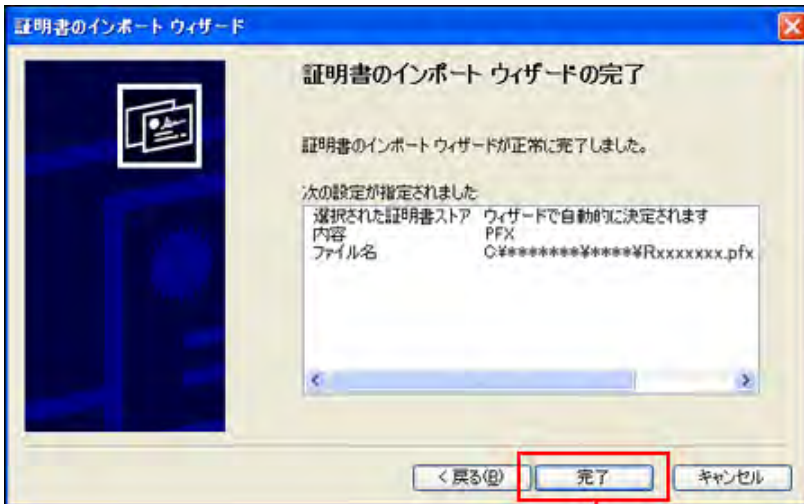 証明書のインポート ウィザード
証明書のインポート ウィザードの完了
証明書のインポート ウィザードが正常に完了しました。
次の設定が指定されました
選択された証明書ストア ウィザードで自動的に決定されます
内容 PFX
ファイル名 C¥*******¥****¥Rxxxxxxx.pfx
< 戻る(B)
完了
キャンセル